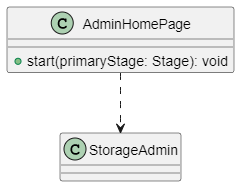 C AdminHomePage
start(primaryStage: Stage): void
C StorageAdmin